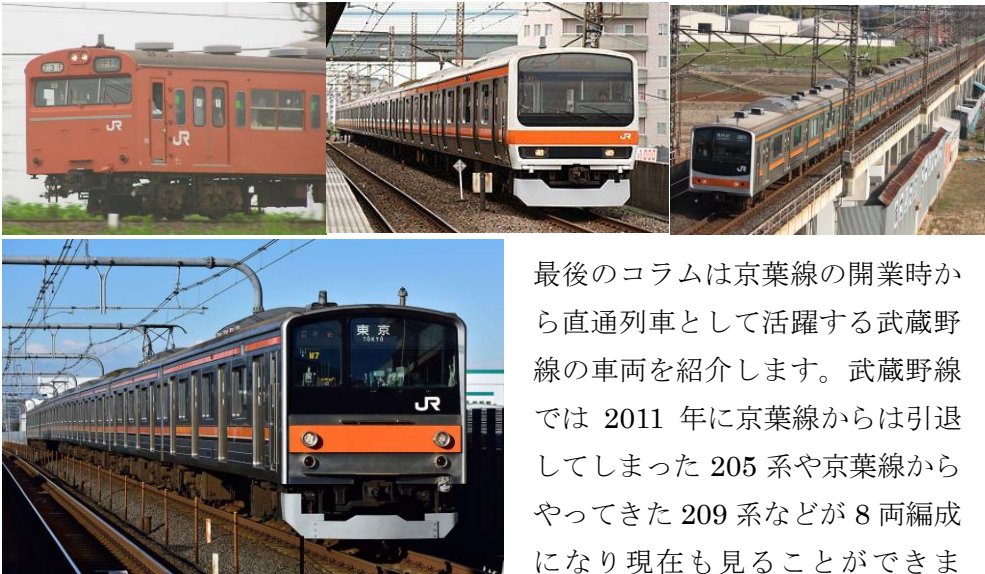 JR
JR
JR
JR
東京
TŌKYŌ
M7
JR
最後のコラムは京葉線の開業時か
ら直通列車として活躍する武蔵野
線の車両を紹介します。武蔵野線
では 2011 年に京葉線からは引退
してしまった 205 系や京葉線から
やってきた 209 系などが 8 両編成
になり現在も見ることができま